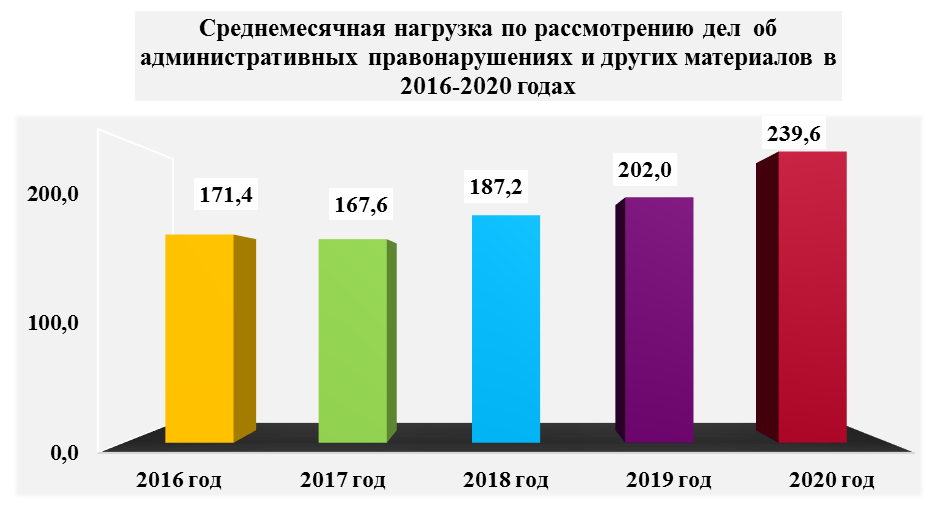 Среднемесячная нагрузка по рассмотрению дел об
административных правонарушениях и других материалов в
2016-2020 годах
239,6
202,0
187,2
171,4
167,6
200,0
100,0
0,0
2016 год
2017 год
2018 год
2019 год
2020 год